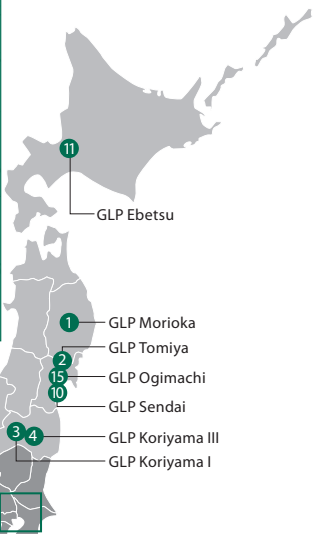 11
GLP Ebetsu
1 GLP Morioka
2 GLP Tomiya
15 GLP Ogimachi
10 GLP Sendai
4 GLP Koriyama III
3 GLP Koriyama I